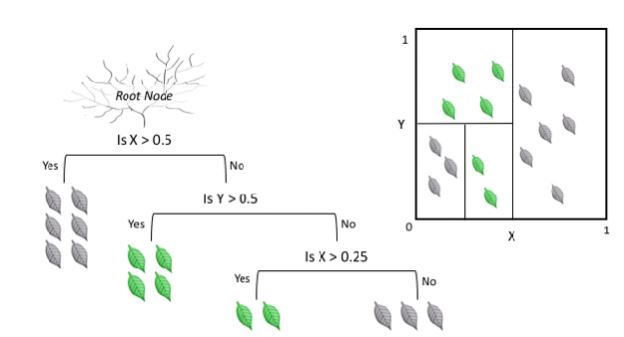 Root Node
Is X > 0.5
Yes
No
Is Y > 0.5
Yes
No
Is X > 0.25
Yes
No
1
Y
0
X
1